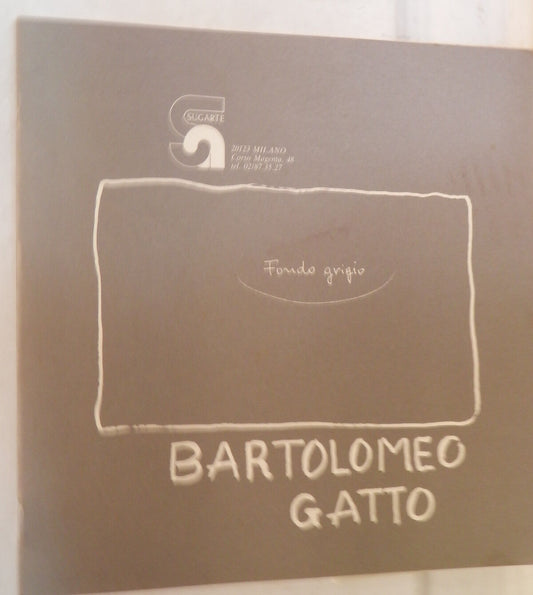 SUGARTE
20123 MILANO
Corso Magenta, 48
tel. 02/87 35 27
Fondo grigio
BARTOLOMEO
GATTO